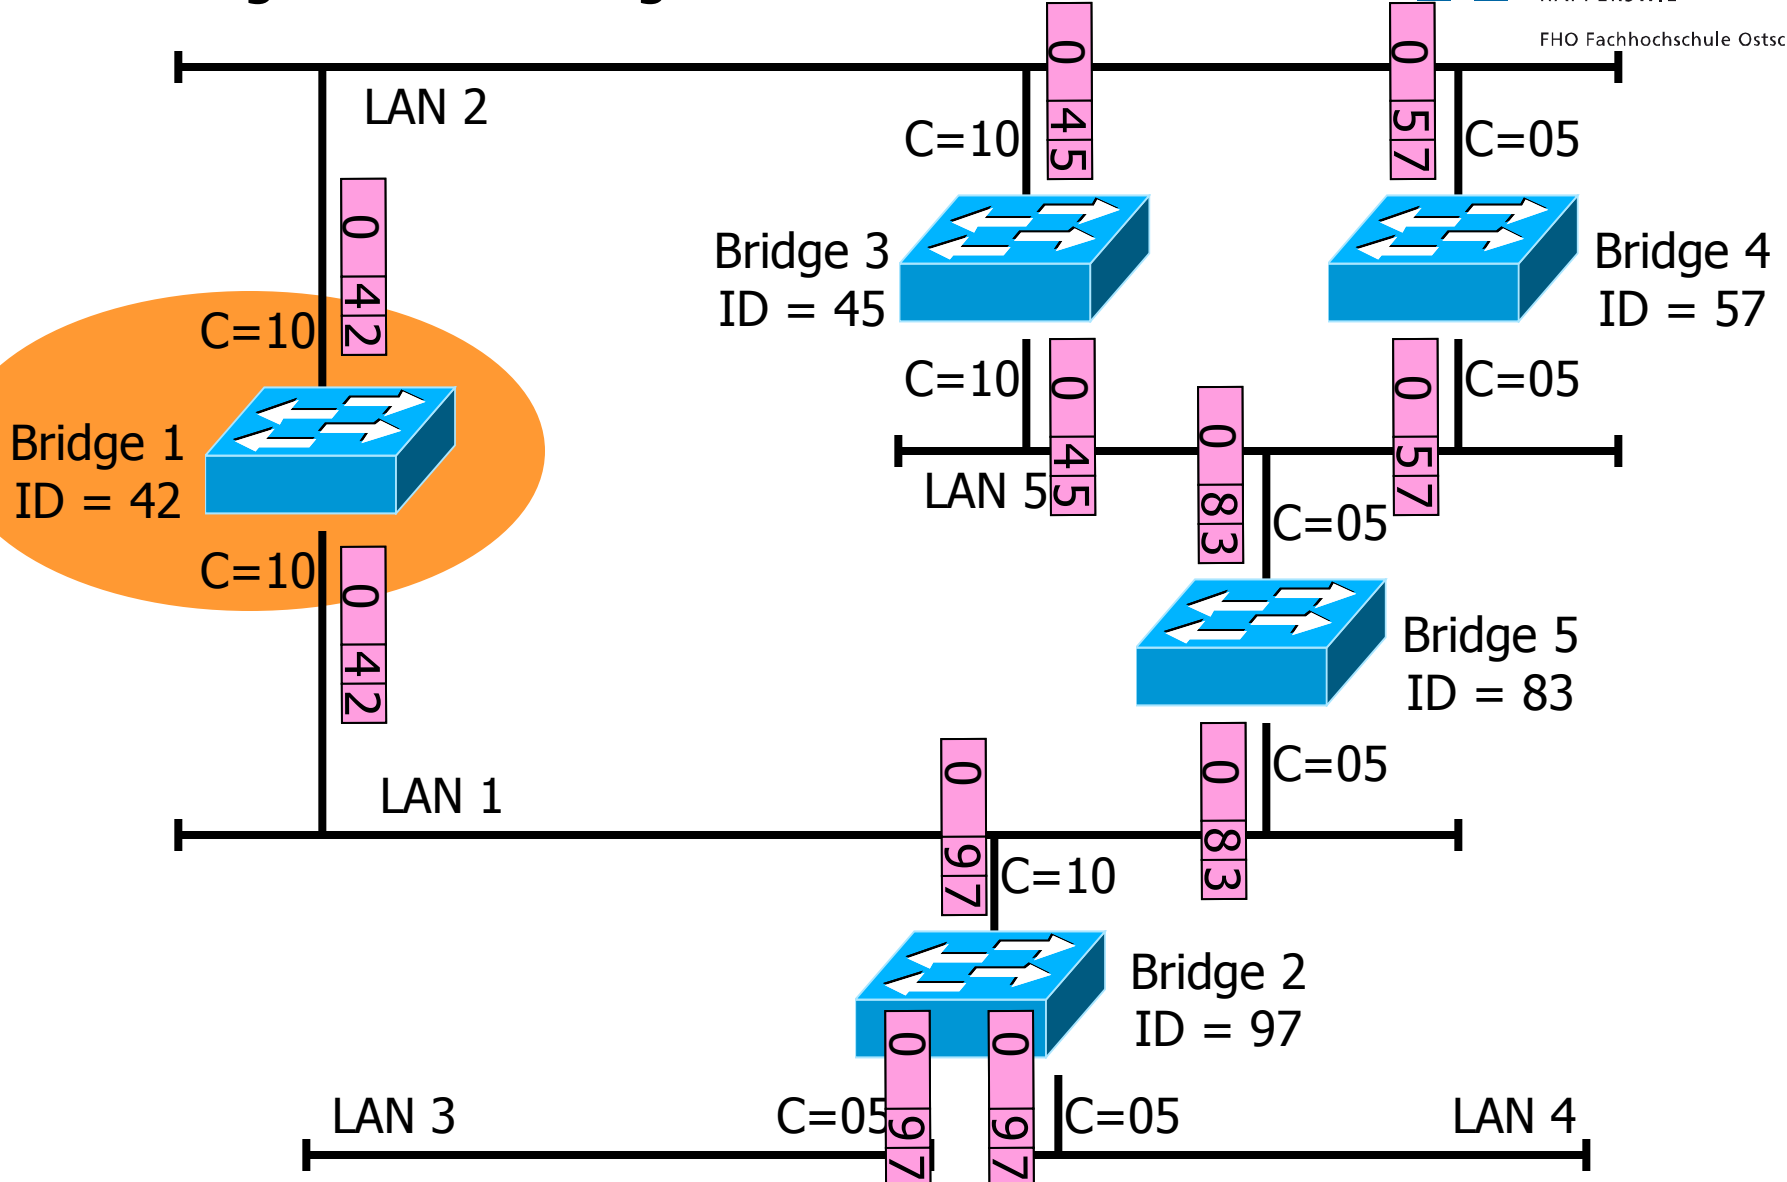 FHO Fachhochschule Ostsc
LAN 2
0 45
0 57
C=10
C=05
0 42
Bridge 3
ID = 45
Bridge 4
ID = 57
C=10
Bridge 1
ID = 42
C=10
0 45
0 57
C=05
LAN 5
0 83
C=05
C=10
0 42
Bridge 5
ID = 83
LAN 1
0 97
0 83
C=05
C=10
Bridge 2
ID = 97
LAN 3
C=05
0 97
0 97
C=05
LAN 4